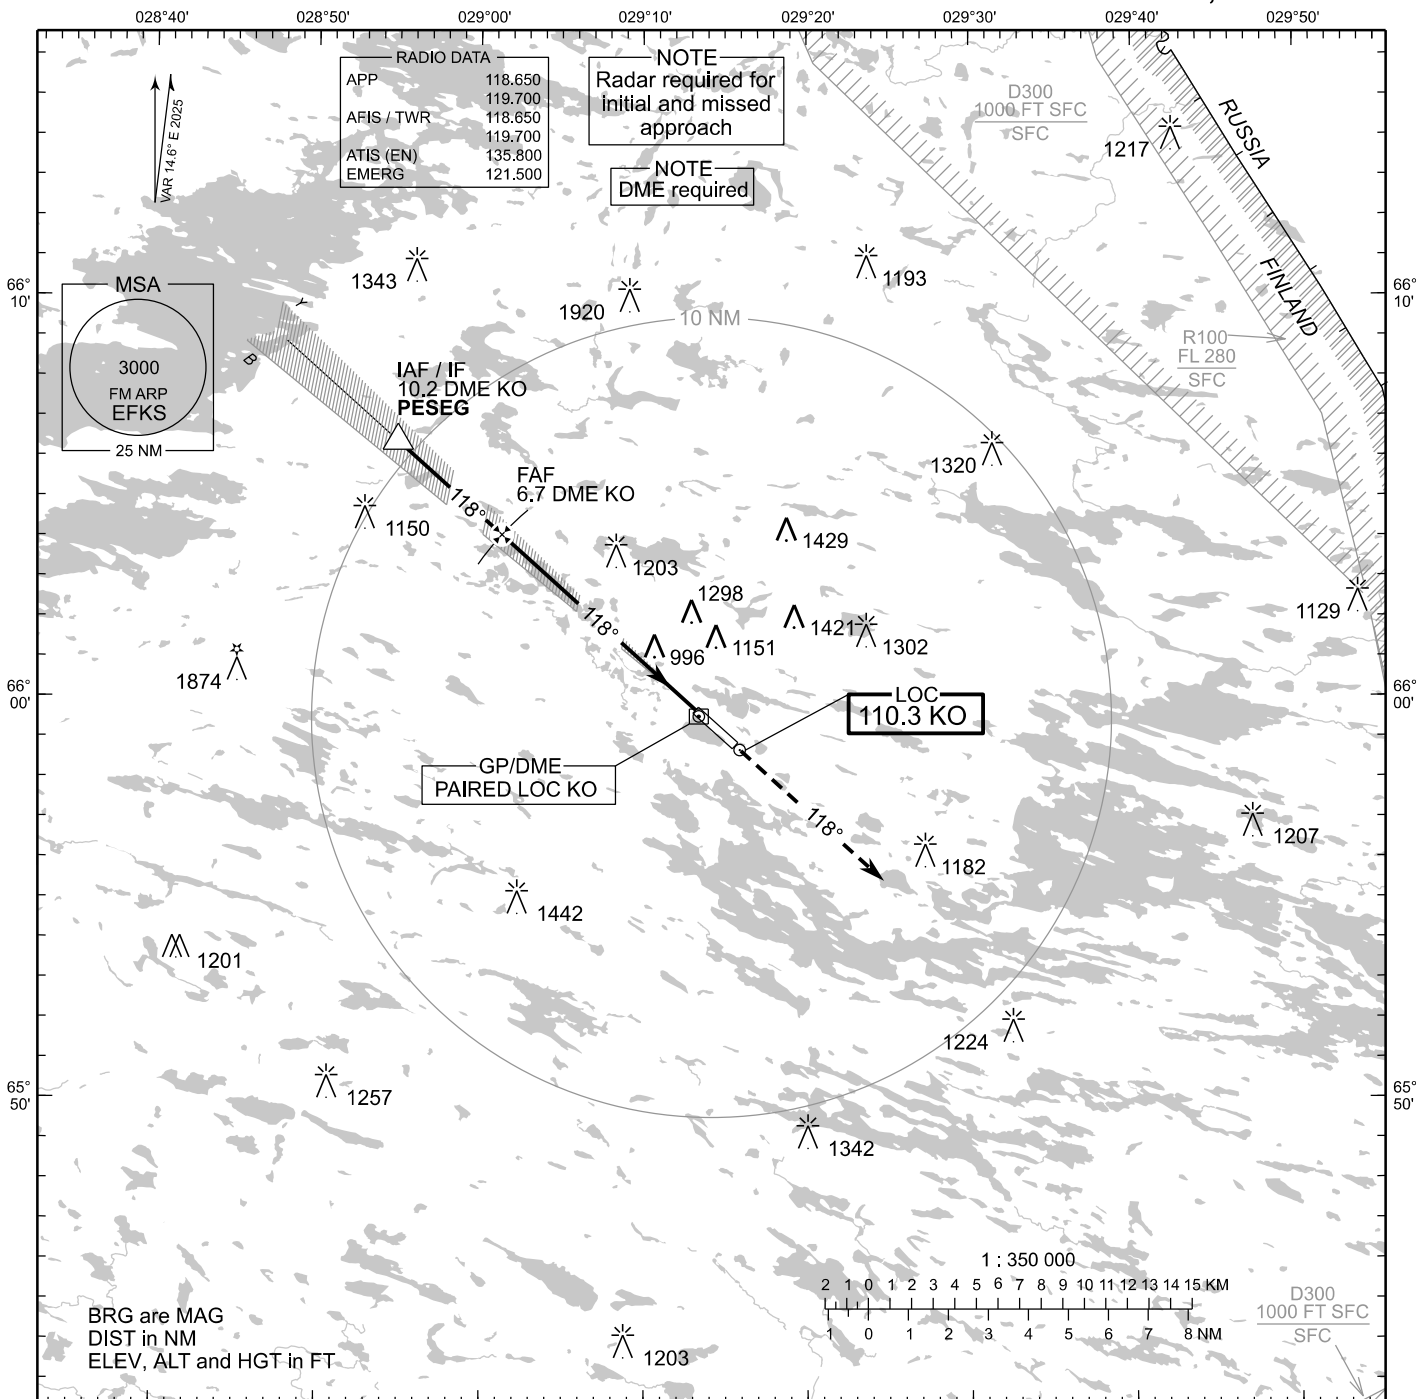 028°40'
028°50'
029°00'
029°10'
029°20'
029°30'
029°40'
029°50'
VAR 14.6° E 2025
RADIO DATA
APP 118.650
119.700
AFIS / TWR 118.650
119.700
ATIS (EN) 135.800
EMERG 121.500
NOTE
Radar required for
initial and missed
approach
NOTE
DME required
D300
1000 FT SFC
SFC
1217
RUSSIA
FINLAND
66°
10'
66°
10'
MSA
3000
FM ARP
EFKS
25 NM
1343
1920
1193
10 NM
R100
FL 280
SFC
Y
B
IAF / IF
10.2 DME KO
PESEG
1320
FAF
6.7 DME KO
118°
1150
1203
1429
1298
1129
118°
996
1151
1421
1302
1874
66°
00'
66°
00'
LOC
110.3 KO
GP/DME
PAIRED LOC KO
118°
1207
1182
1442
1201
1224
65°
50'
65°
50'
1257
1342
1 : 350 000
2 1 0 1 2 3 4 5 6 7 8 9 10 11 12 13 14 15 KM
1 0 1 2 3 4 5 6 7 8 NM
D300
1000 FT SFC
SFC
BRG are MAG
DIST in NM
ELEV, ALT and HGT in FT
1203